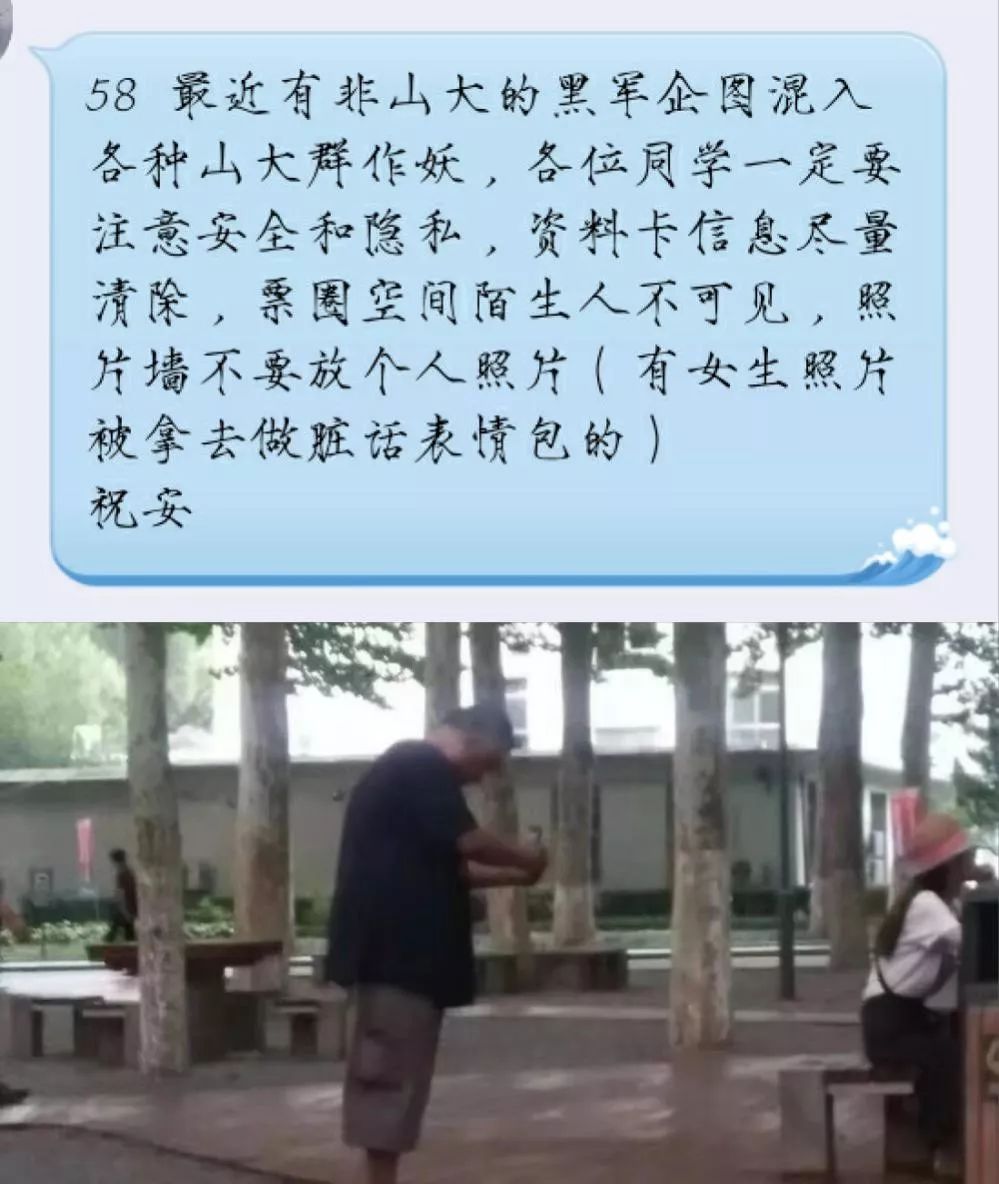 58 最近有非山大的黑军企图混入
各种山大群作妖，各位同学一定要
注意安全和隐私，资料卡信息尽量
清除，票圈空间陌生人不可见，照
片墙不要放个人照片（有女生照片
被拿去做脏话表情包的）
祝安